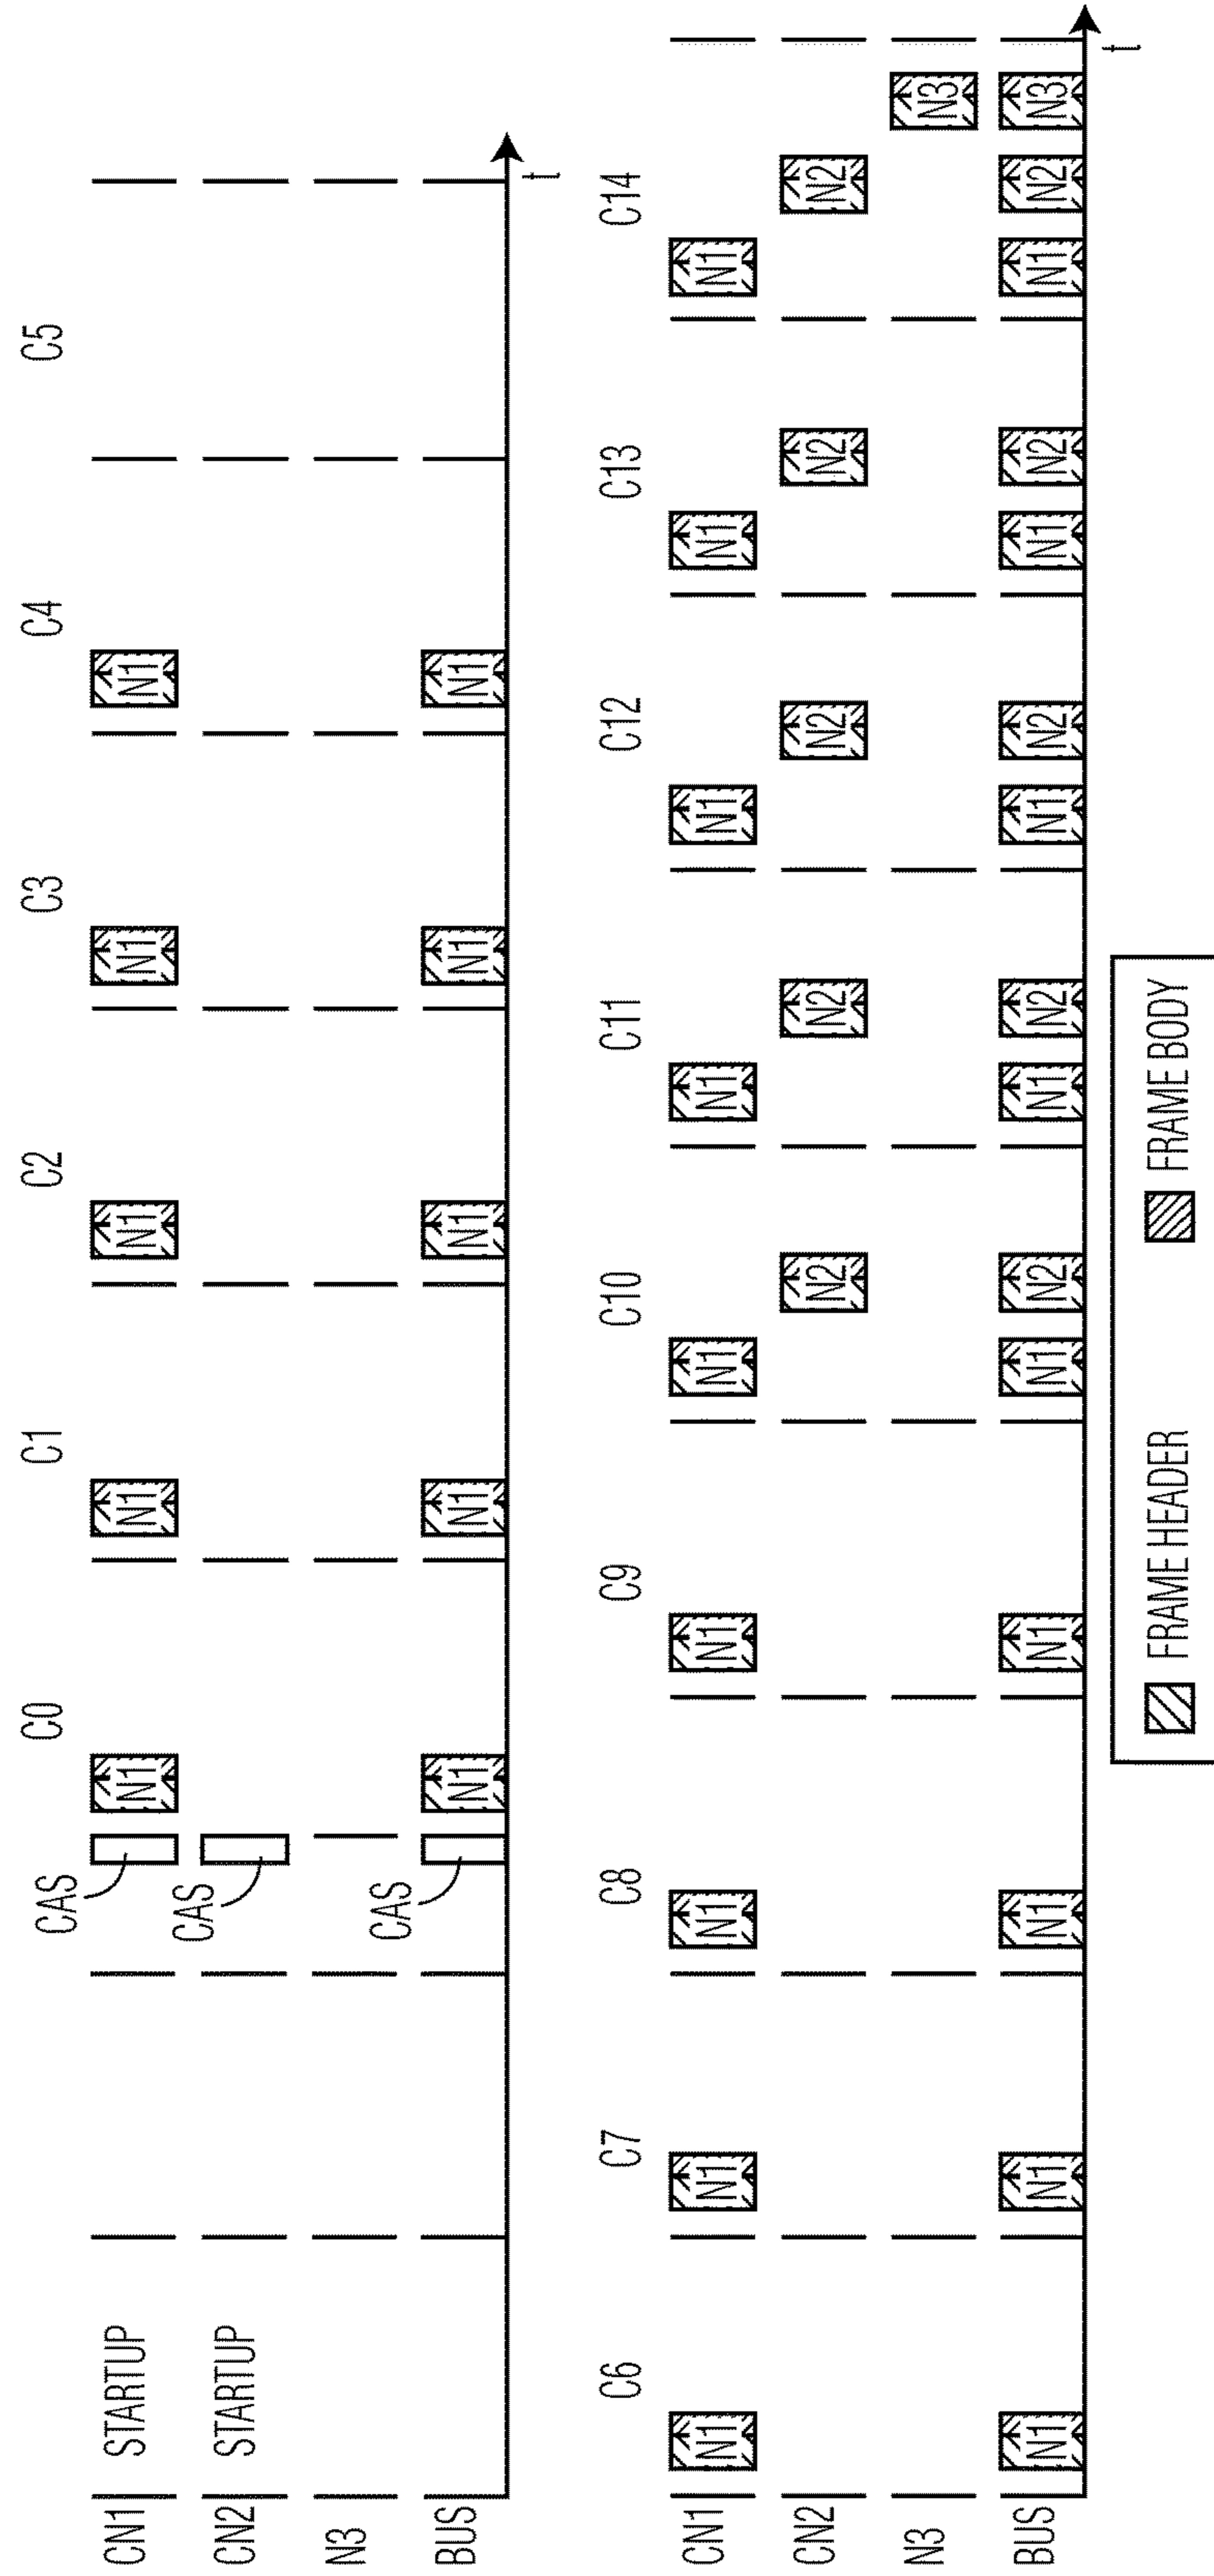 C0 C1 C2 C3 C4 C5
CAS
CN1 STARTUP N1 N1 N1 N1 N1
CAS
CN2 STARTUP
N3
CAS
BUS N1 N1 N1 N1 N1
t
C6 C7 C8 C9 C10 C11 C12 C13 C14
CN1 N1 N1 N1 N1 N1 N1 N1 N1 N1
CN2 N2 N2 N2 N2 N2
N3 N3
BUS N1 N1 N1 N1 N1 N2 N1 N2 N1 N2 N1 N2 N1 N2 N3
t
FRAME HEADER FRAME BODY